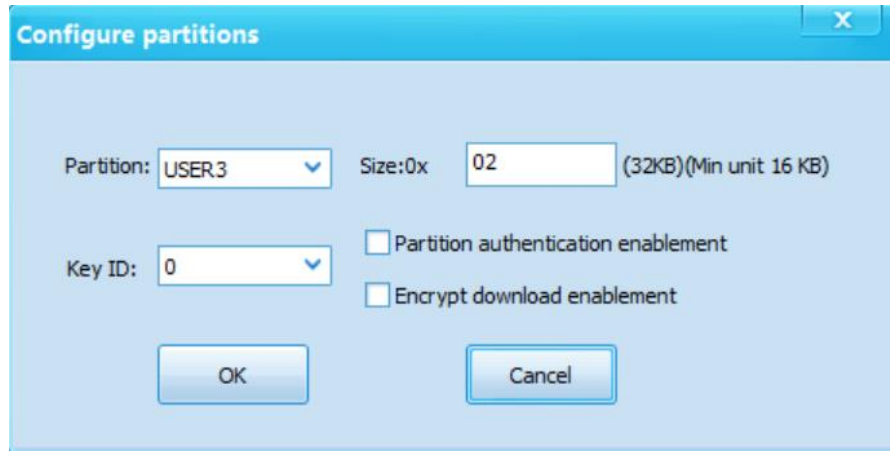 Configure partitions
X
Partition: USER3 Size:0x 02 (32KB)(Min unit 16 KB)
Partition authentication enablement
Key ID: 0
Encrypt download enablement
OK Cancel